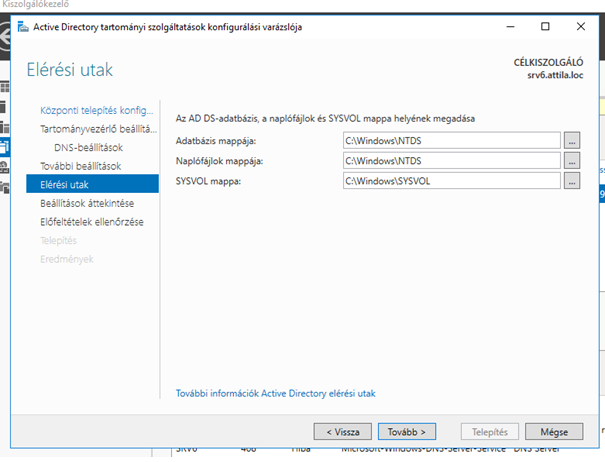 Kiszolgálókezelő
Active Directory tartományi szolgáltatások konfigurálási varázslója
Elérési utak
CÉLKISZOLGÁLÓ
srv6.attila.loc
Központi telepítés konfig...
Tartományvezérlő beállítá...
DNS-beállítások
További beállítások
Elérési utak
Beállítások áttekintése
Előfeltételek ellenőrzése
Telepítés
Eredmények
Az AD DS-adatbázis, a naplófájlok és SYSVOL mappa helyének megadása
Adatbázis mappája: C:\Windows\NTDS ...
Naplófájlok mappája: C:\Windows\NTDS ...
SYSVOL mappa: C:\Windows\SYSVOL ...
További információk Active Directory elérési utak
< Vissza Tovább > Telepítés Mégse
SRV6 408 Hiba Microsoft-Windows-DNS-Server-Service DNS Server